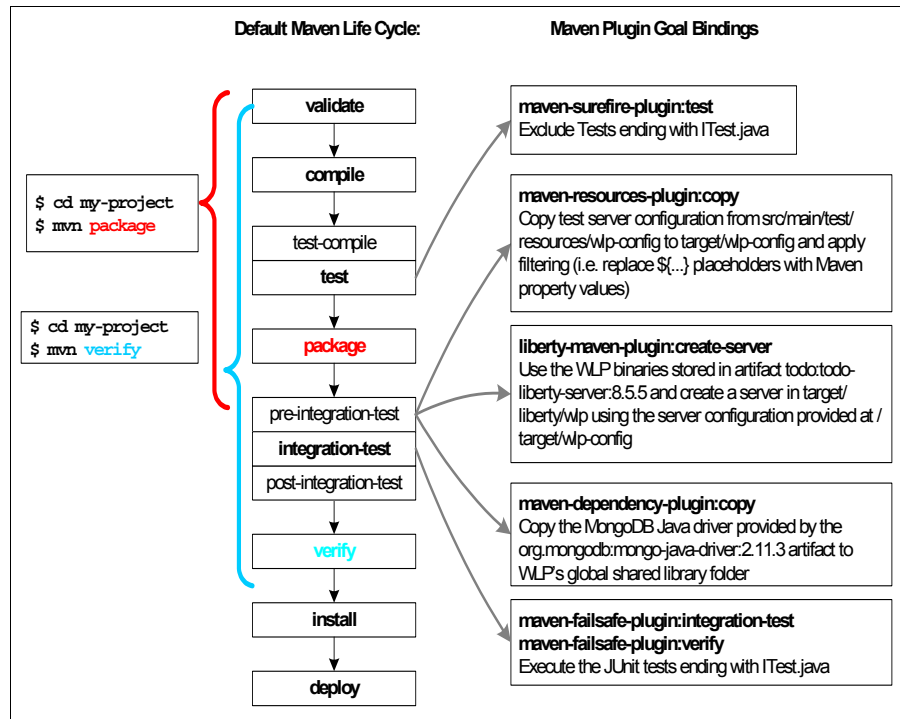 Default Maven Life Cycle:
Maven Plugin Goal Bindings
$ cd my-project
$ mvn package
$ cd my-project
$ mvn verify
validate
compile
test-compile
test
package
pre-integration-test
integration-test
post-integration-test
verify
install
deploy
maven-surefire-plugin:test
Exclude Tests ending with ITest.java
maven-resources-plugin:copy
Copy test server configuration from src/main/test/
resources/wlp-config to target/wlp-config and apply
filtering (i.e. replace ${...} placeholders with Maven
property values)
liberty-maven-plugin:create-server
Use the WLP binaries stored in artifact todo:todo-
liberty-server:8.5.5 and create a server in target/
liberty/wlp using the server configuration provided at /
target/wlp-config
maven-dependency-plugin:copy
Copy the MongoDB Java driver provided by the
org.mongodb:mongo-java-driver:2.11.3 artifact to
WLP's global shared library folder
maven-failsafe-plugin:integration-test
maven-failsafe-plugin:verify
Execute the JUnit tests ending with ITest.java